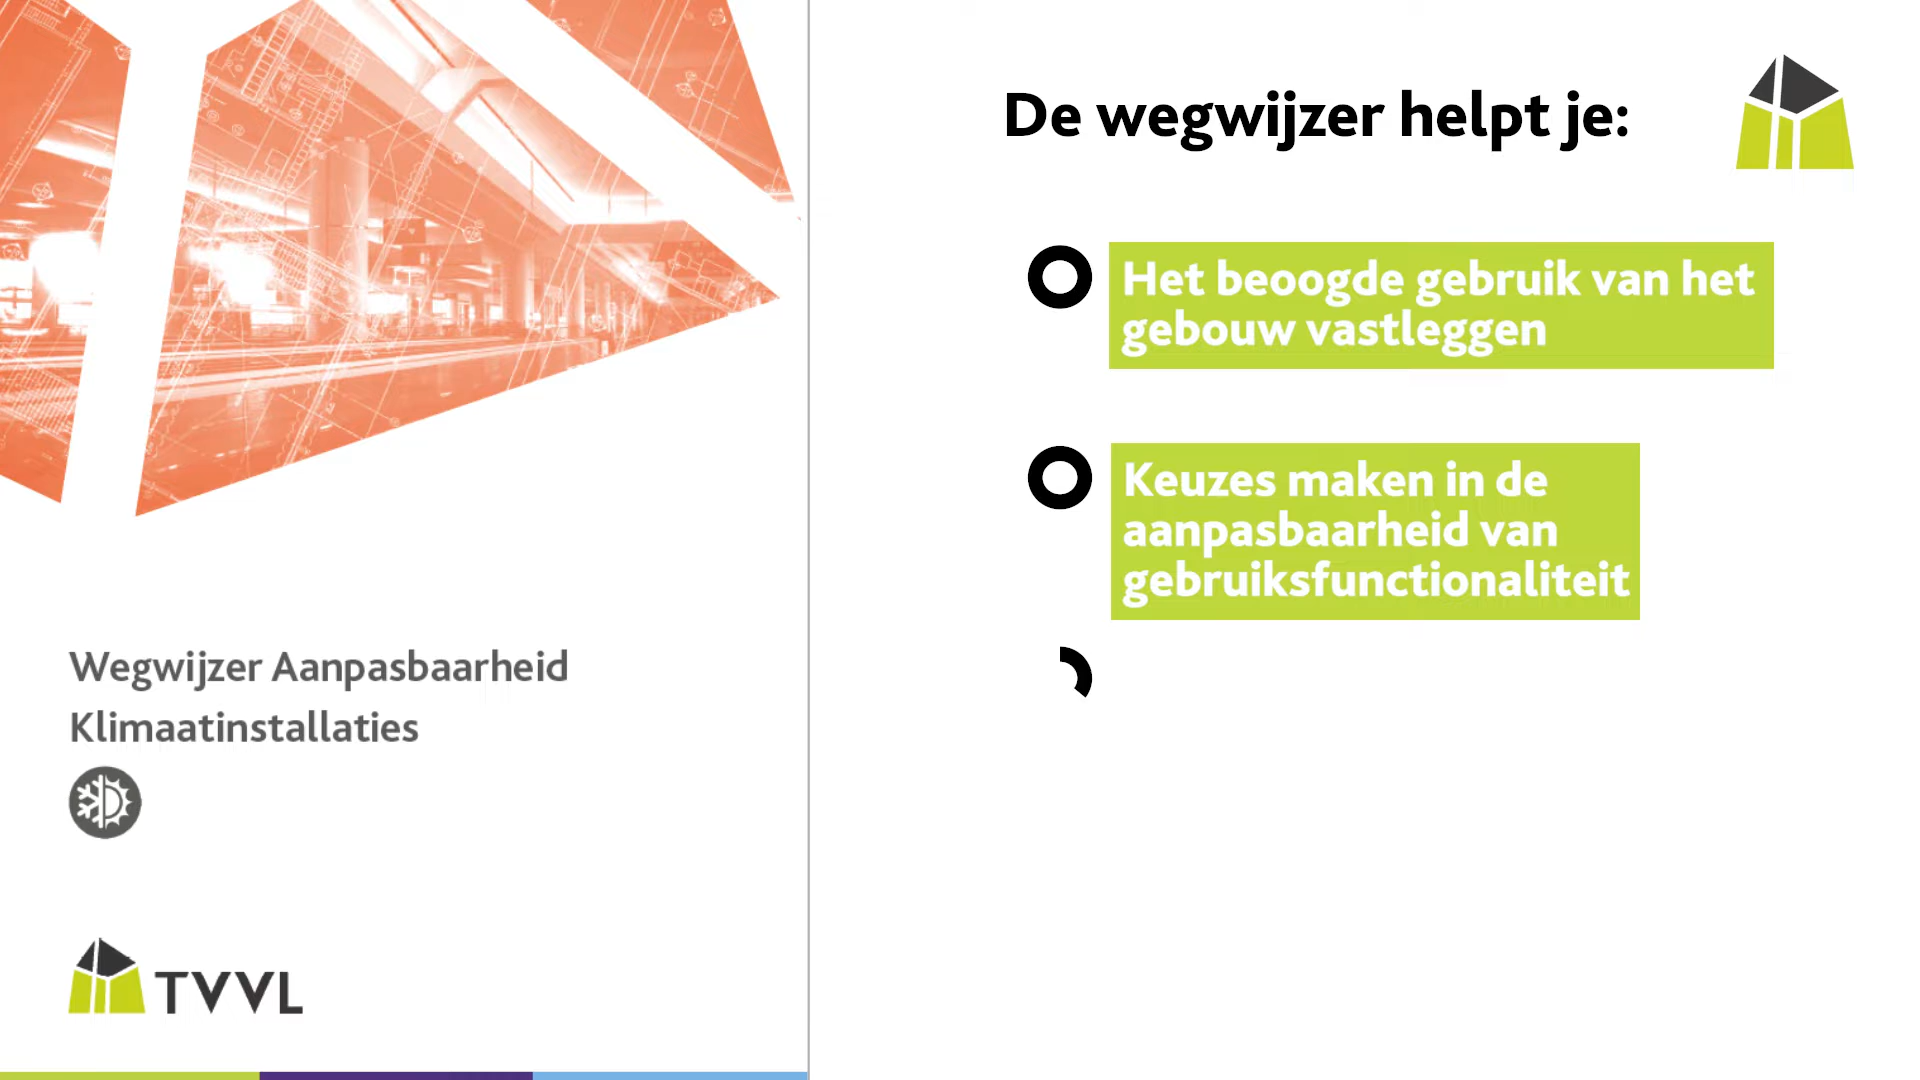 De wegwijzer helpt je:
Het beoogde gebruik van het
gebouw vastleggen
Keuzes maken in de
aanpasbaarheid van
gebruiksfunctionaliteit
Wegwijzer Aanpasbaarheid
Klimaatinstallaties
TVVL